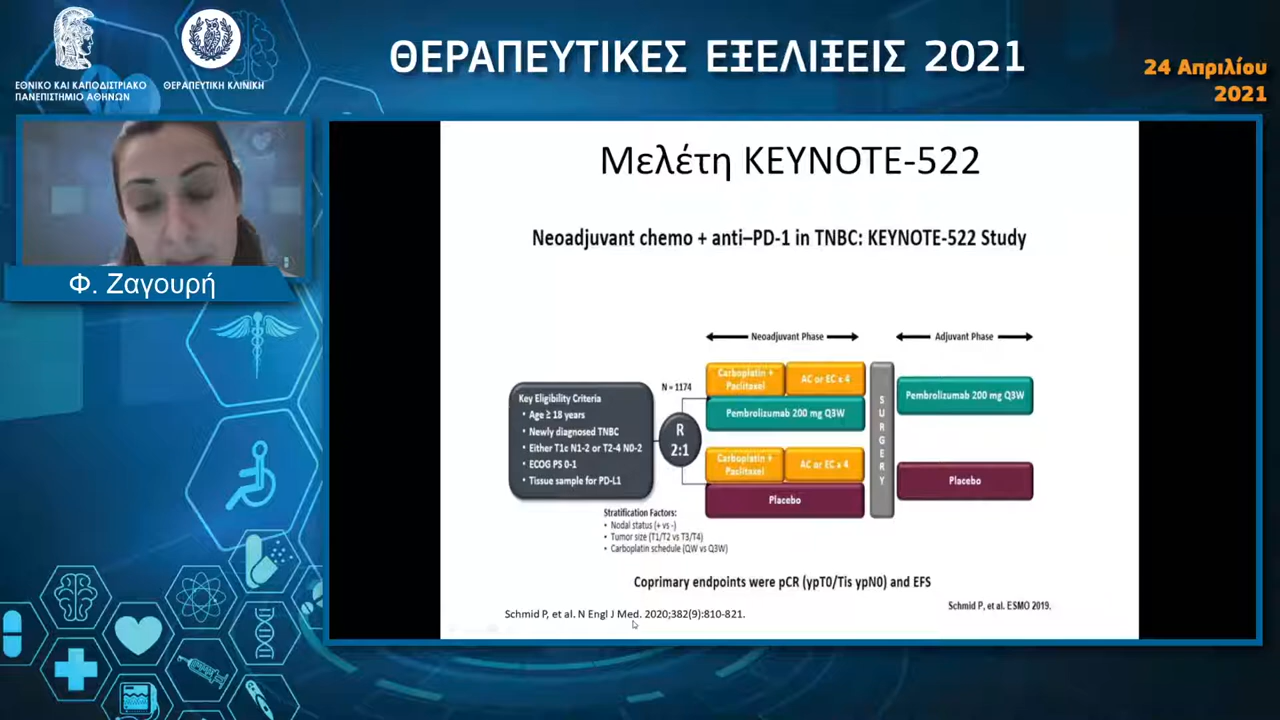 ΕΘΝΙΚΟ ΚΑΙ ΚΑΠΟΔΙΣΤΡΙΑΚΟ
ΠΑΝΕΠΙΣΤΗΜΙΟ ΑΘΗΝΩΝ
ΘΕΡΑΠΕΥΤΙΚΗ ΚΛΙΝΙΚΗ
ΘΕΡΑΠΕΥΤΙΚΕΣ ΕΞΕΛΙΞΕΙΣ 2021
24 Απριλίου
2021
Φ. Ζαγουρή
Μελέτη KEYNOTE-522
Neoadjuvant chemo + anti–PD-1 in TNBC: KEYNOTE-522 Study
Neoadjuvant Phase
Adjuvant Phase
Key Eligibility Criteria
• Age ≥ 18 years
• Newly diagnosed TNBC
• Either T1c N1-2 or T2-4 N0-2
• ECOG PS 0-1
• Tissue sample for PD-L1
N = 1174
R
2:1
Carboplatin +
Paclitaxel
AC or EC x 4
Pembrolizumab 200 mg Q3W
Carboplatin +
Paclitaxel
AC or EC x 4
Placebo
SURGERY
Pembrolizumab 200 mg Q3W
Placebo
Stratification Factors:
• Nodal status (+ vs -)
• Tumor size (T1/T2 vs T3/T4)
• Carboplatin schedule (QW vs Q3W)
Coprimary endpoints were pCR (ypT0/Tis ypN0) and EFS
Schmid P, et al. ESMO 2019.
Schmid P, et al. N Engl J Med. 2020;382(9):810-821.